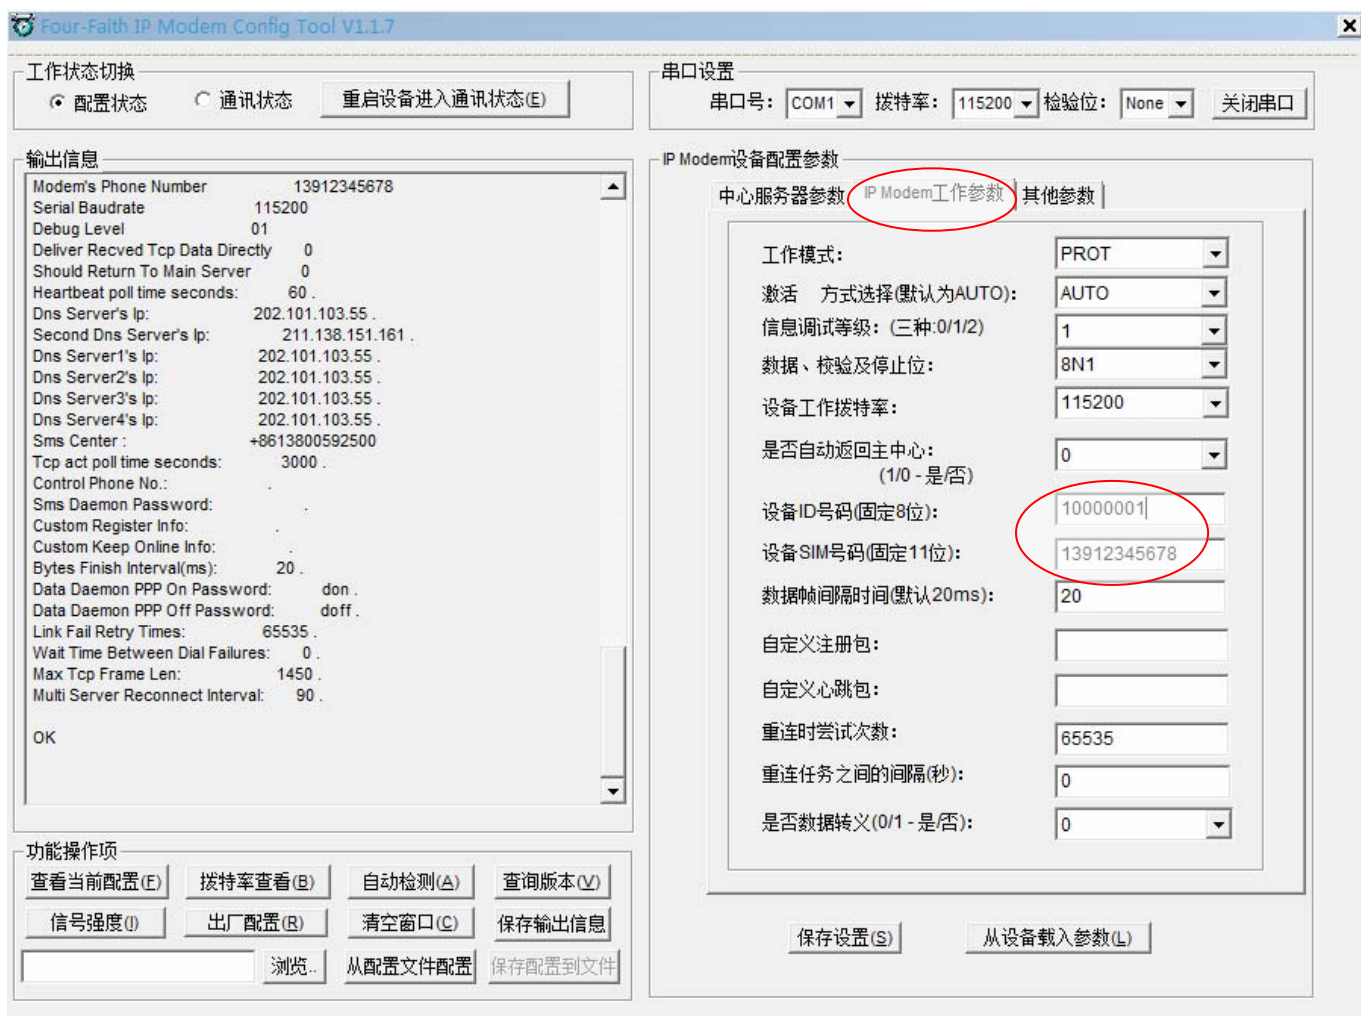 Four-Faith IP Modem Config Tool V1.1.7
工作状态切换
配置状态 通讯状态 重启设备进入通讯状态(E)
串口设置
串口号： COM1 拨特率： 115200 检验位： None 关闭串口
输出信息
Modem's Phone Number 13912345678
Serial Baudrate 115200
Debug Level 01
Deliver Recved Tcp Data Directly 0
Should Return To Main Server 0
Heartbeat poll time seconds: 60 .
Dns Server's Ip: 202.101.103.55 .
Second Dns Server's Ip: 211.138.151.161 .
Dns Server1's Ip: 202.101.103.55 .
Dns Server2's Ip: 202.101.103.55 .
Dns Server3's Ip: 202.101.103.55 .
Dns Server4's Ip: 202.101.103.55 .
Sms Center : +8613800592500
Tcp act poll time seconds: 3000 .
Control Phone No.: .
Sms Daemon Password: .
Custom Register Info: .
Custom Keep Online Info: .
Bytes Finish Interval(ms): 20 .
Data Daemon PPP On Password: don .
Data Daemon PPP Off Password: doff .
Link Fail Retry Times: 65535 .
Wait Time Between Dial Failures: 0 .
Max Tcp Frame Len: 1450 .
Multi Server Reconnect Interval: 90 .
OK
功能操作项
查看当前配置(F) 拨特率查看(B) 自动检测(A) 查询版本(V)
信号强度(I) 出厂配置(R) 清空窗口(C) 保存输出信息
浏览.. 从配置文件配置 保存配置到文件
IP Modem设备配置参数
中心服务器参数 IP Modem工作参数 其他参数
工作模式： PROT
激活 方式选择(默认为AUTO)： AUTO
信息调试等级：(三种:0/1/2) 1
数据、校验及停止位： 8N1
设备工作拨特率： 115200
是否自动返回主中心： 0
(1/0 - 是/否)
设备ID号码(固定8位)： 10000001
设备SIM号码(固定11位)： 13912345678
数据帧间隔时间(默认20ms)： 20
自定义注册包：
自定义心跳包：
重连时尝试次数： 65535
重连任务之间的间隔(秒)： 0
是否数据转义(0/1 - 是/否)： 0
保存设置(S) 从设备载入参数(L)